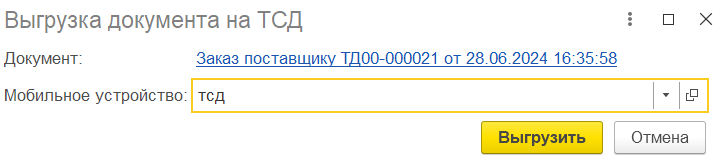 Выгрузка документа на ТСД
Документ: Заказ поставщику ТД00-000021 от 28.06.2024 16:35:58
Мобильное устройство: тсд
Выгрузить Отмена